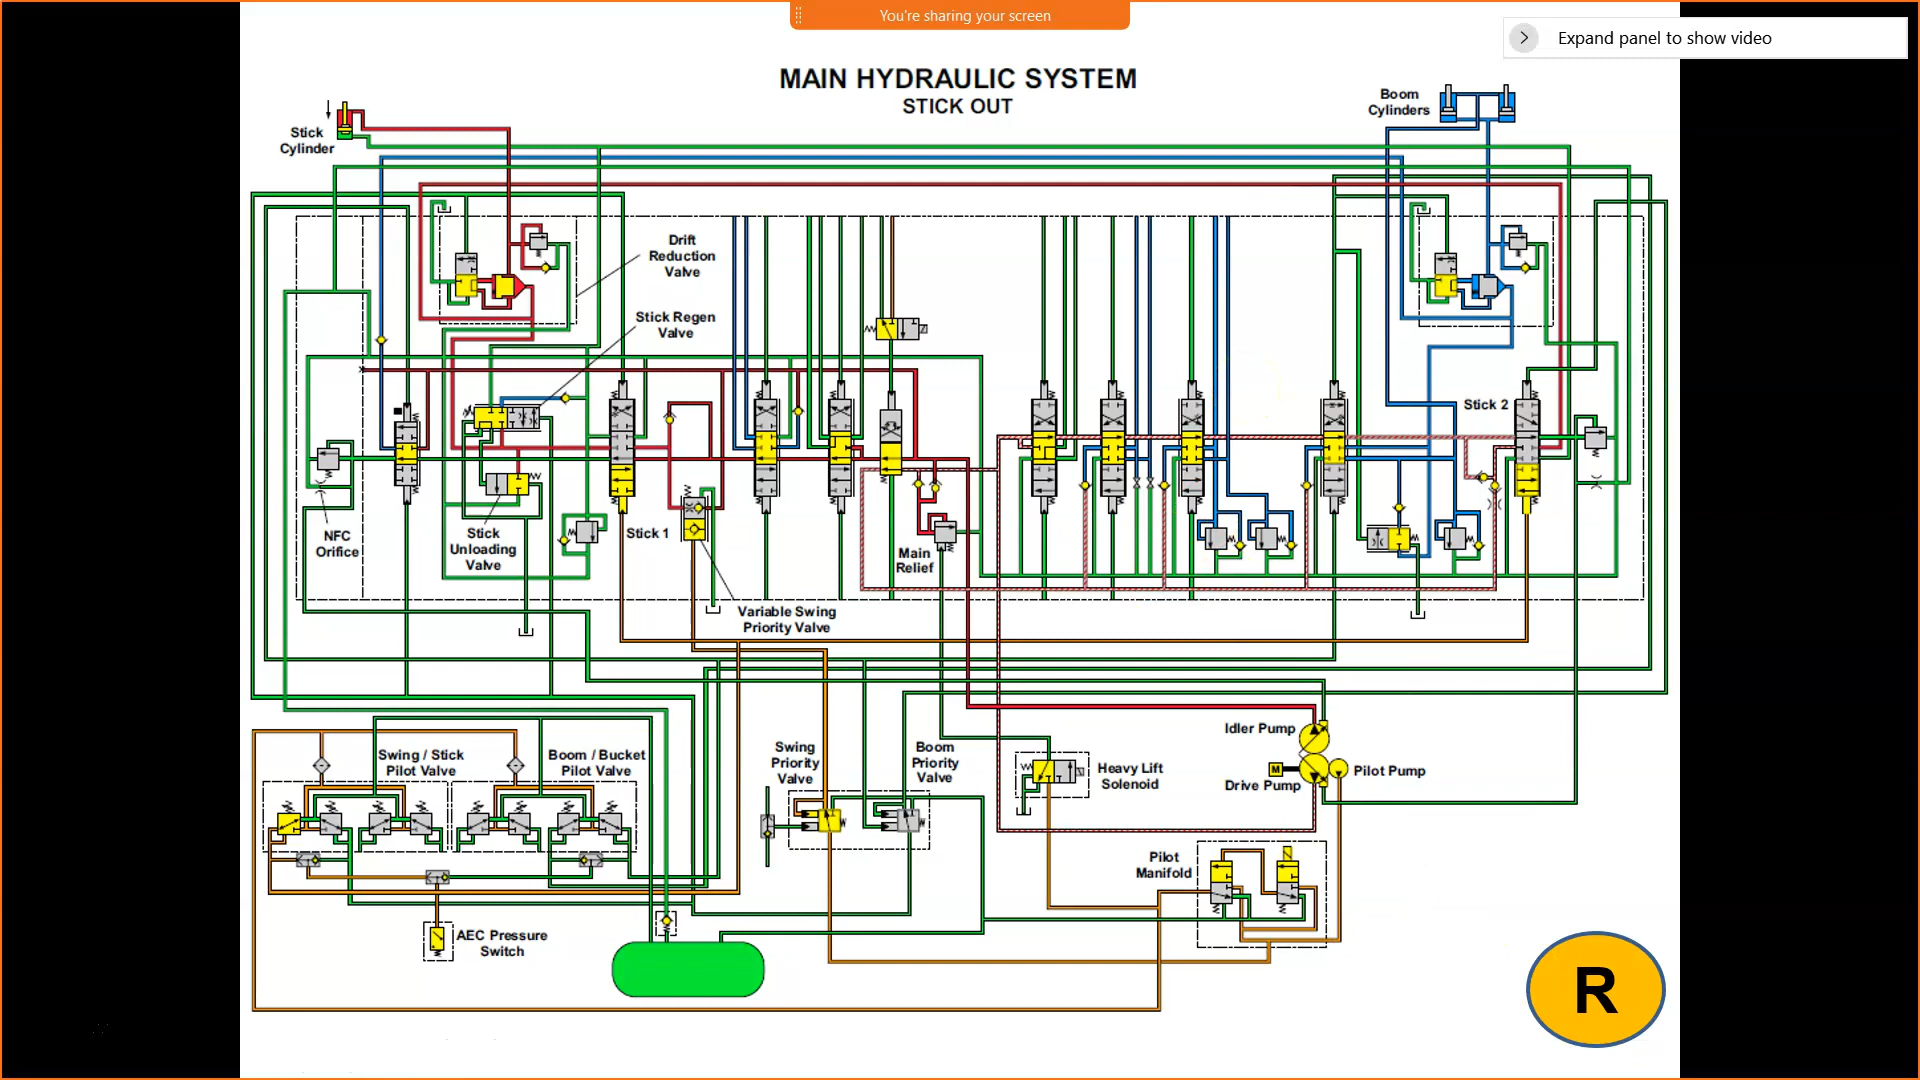 You're sharing your screen
Expand panel to show video
MAIN HYDRAULIC SYSTEM
STICK OUT
Stick
Cylinder
Boom
Cylinders
Drift
Reduction
Valve
Stick Regen
Valve
Stick 2
NFC
Orifice
Stick
Unloading
Valve
Stick 1
Main
Relief
Variable Swing
Priority Valve
Swing / Stick
Pilot Valve
Boom / Bucket
Pilot Valve
Swing
Priority
Valve
Boom
Priority
Valve
Heavy Lift
Solenoid
Idler Pump
M
Drive Pump
Pilot Pump
Pilot
Manifold
AEC Pressure
Switch
R